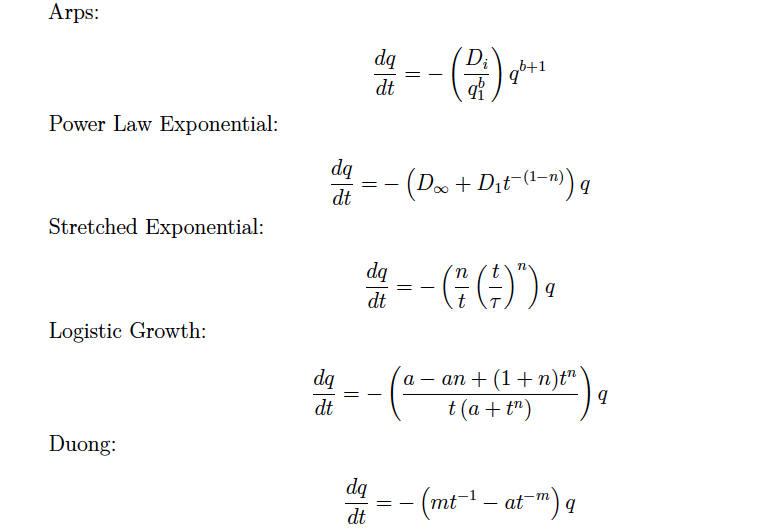 Arps:
dq/dt = −(D_i/q_1^b) q^{b+1}
Power Law Exponential:
dq/dt = −(D_∞ + D_1 t^{−(1−n)}) q
Stretched Exponential:
dq/dt = −(n/t (t/τ)^n) q
Logistic Growth:
dq/dt = −((a − an + (1 + n)t^n)/(t (a + t^n))) q
Duong:
dq/dt = −(mt^{−1} − at^{−m}) q